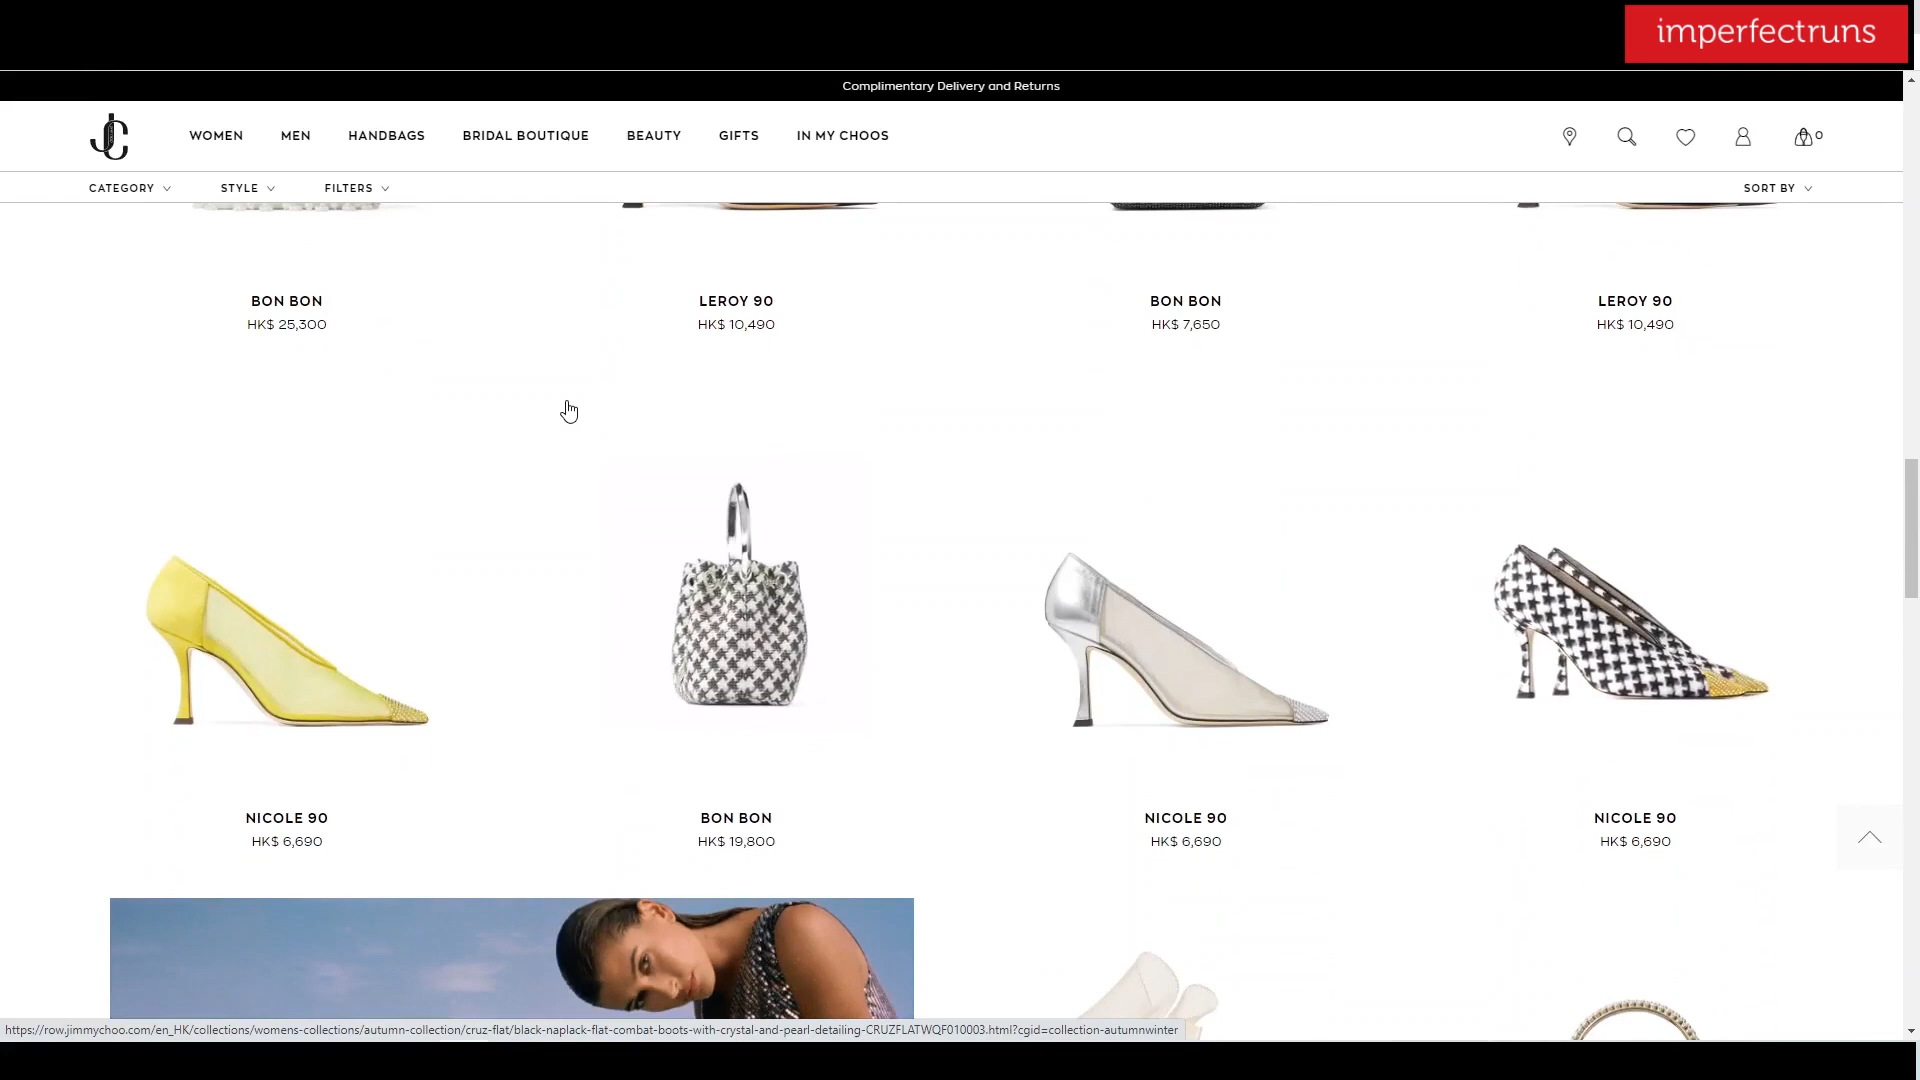 imperfectruns
Complimentary Delivery and Returns
JC
WOMEN MEN HANDBAGS BRIDAL BOUTIQUE BEAUTY GIFTS IN MY CHOOS
0
CATEGORY STYLE FILTERS SORT BY
BON BON LEROY 90 BON BON LEROY 90
HK$ 25,300 HK$ 10,490 HK$ 7,650 HK$ 10,490
NICOLE 90 BON BON NICOLE 90 NICOLE 90
HK$ 6,690 HK$ 19,800 HK$ 6,690 HK$ 6,690
https://row.jimmychoo.com/en_HK/collections/womens-collections/autumn-collection/cruz-flat/black-naplack-flat-combat-boots-with-crystal-and-pearl-detailing-CRUZFLATWQF010003.html?cgid=collection-autumnwinter